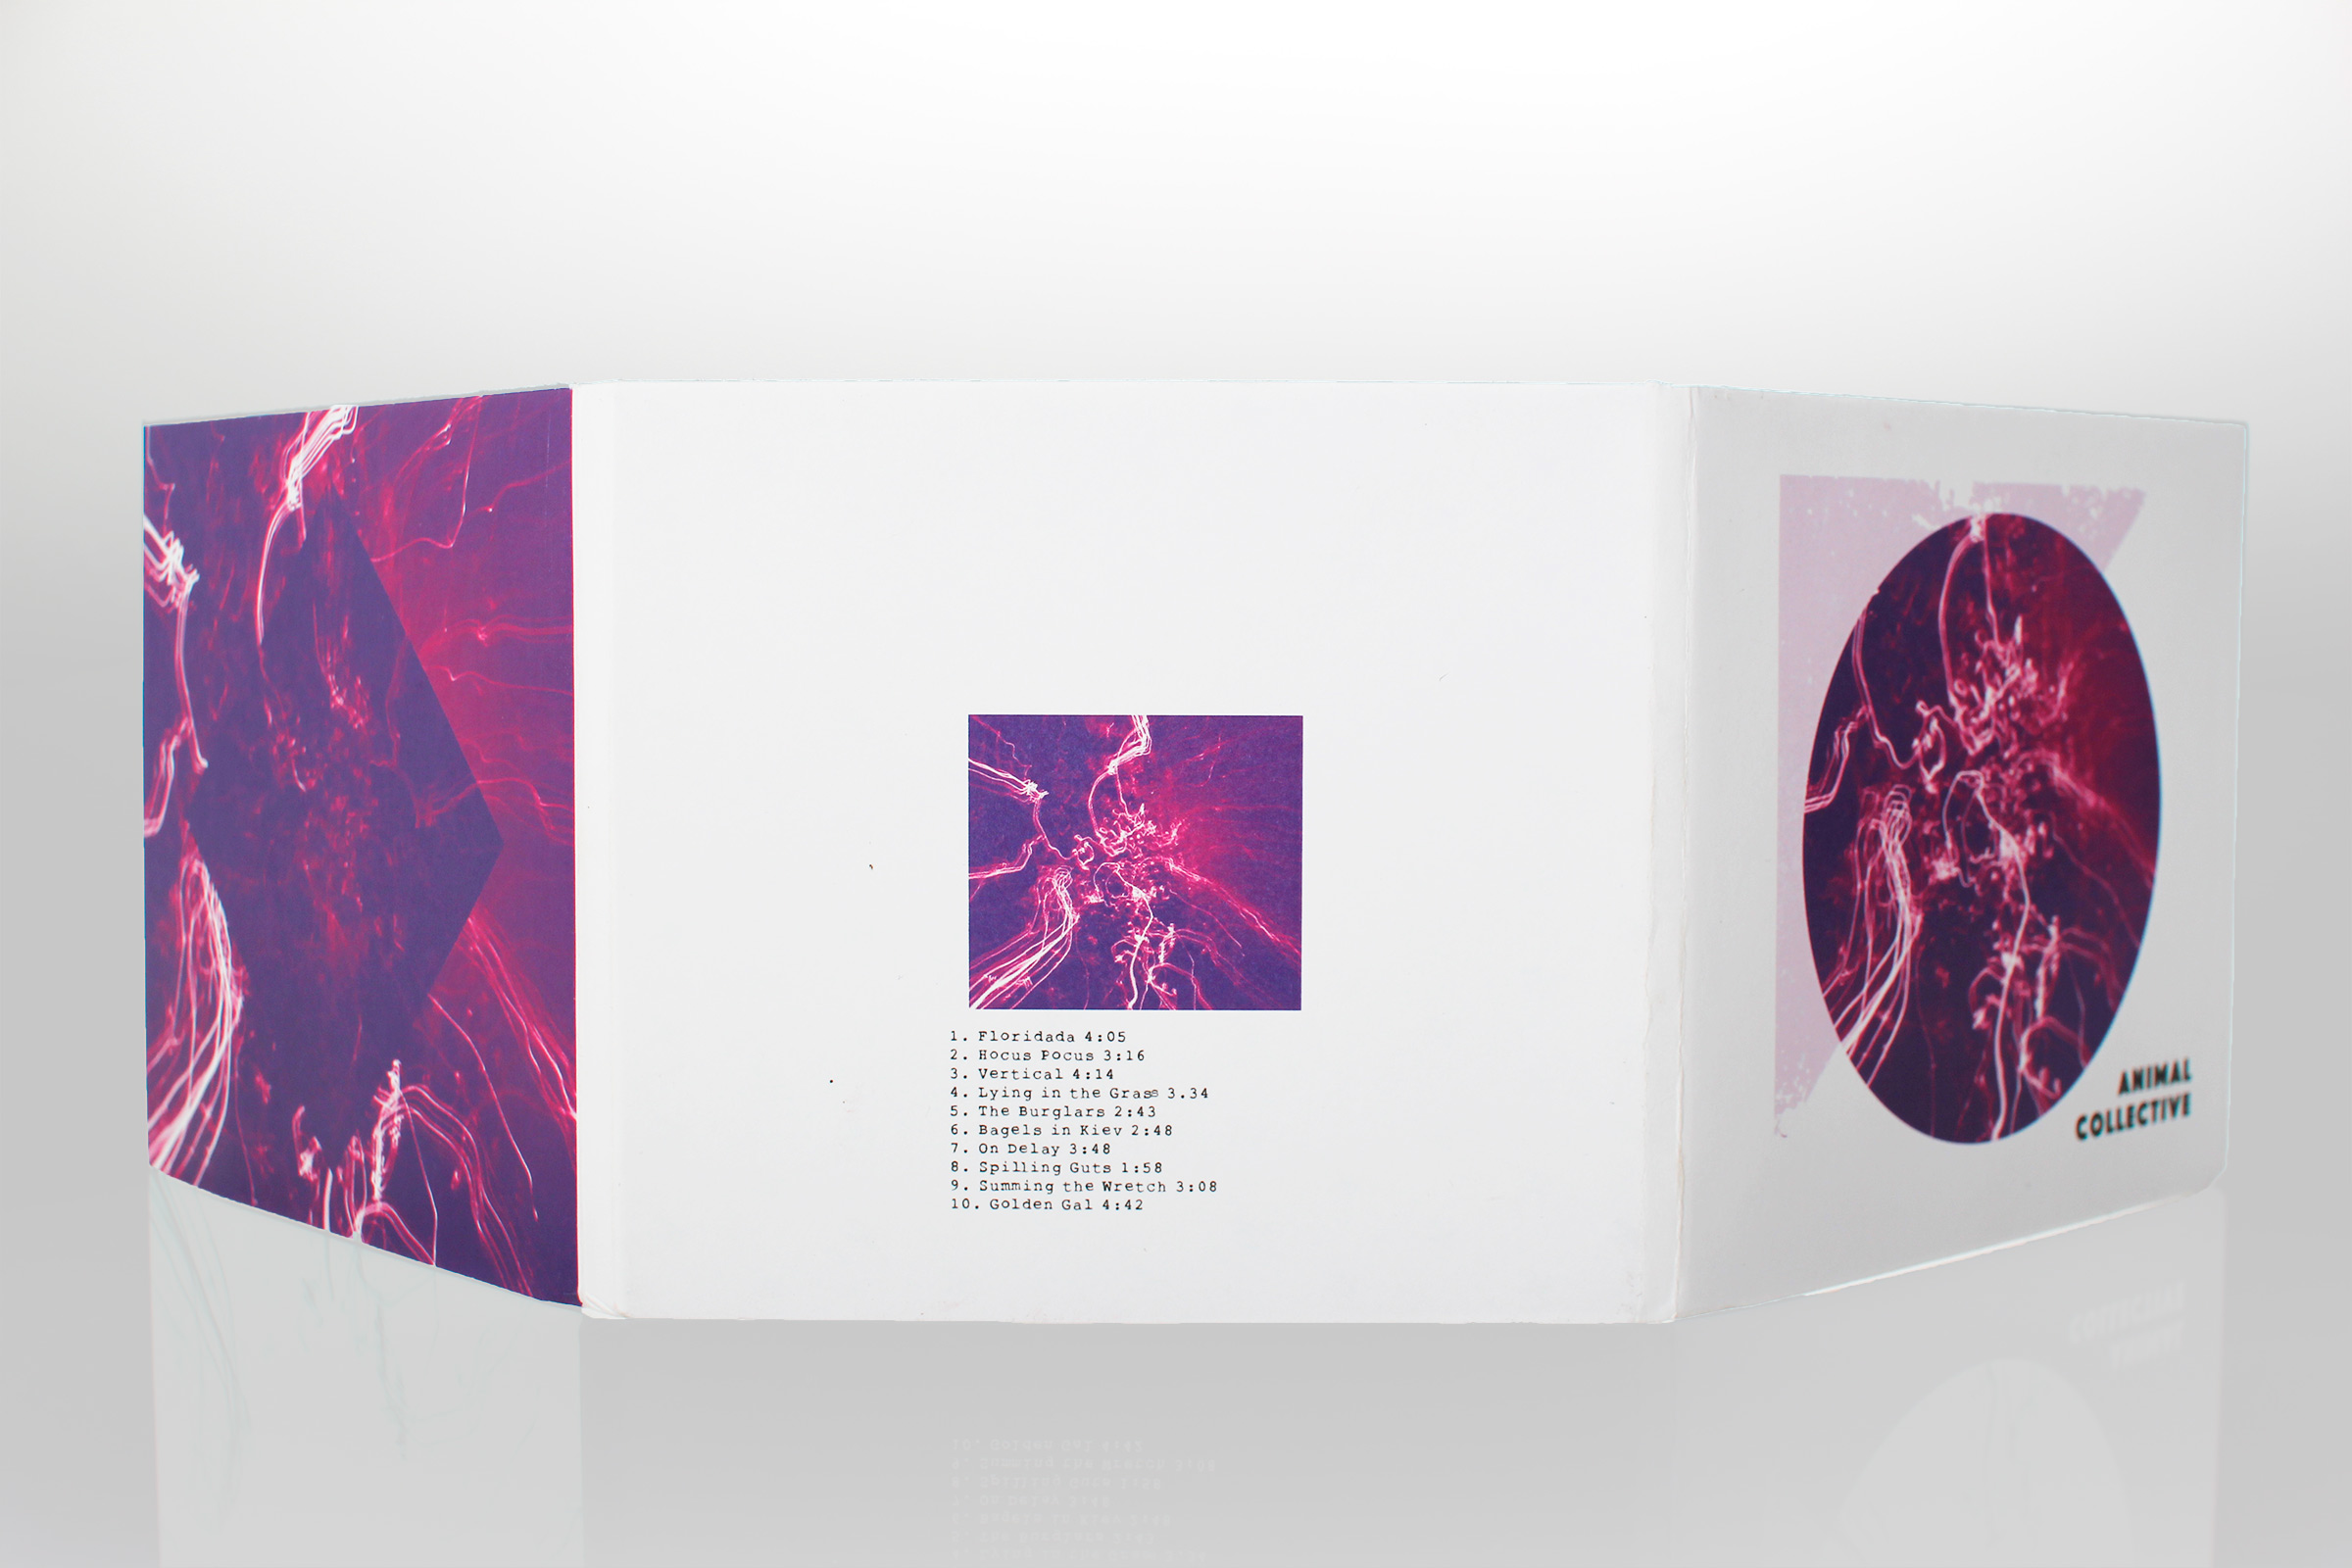 1. Floridada 4:05
2. Hocus Pocus 3:16
3. Vertical 4:14
4. Lying in the Grass 3.34
5. The Burglars 2:43
6. Bagels in Kiev 2:48
7. On Delay 3:48
8. Spilling Guts 1:58
9. Summing the Wretch 3:08
10. Golden Gal 4:42
ANIMAL
COLLECTIVE